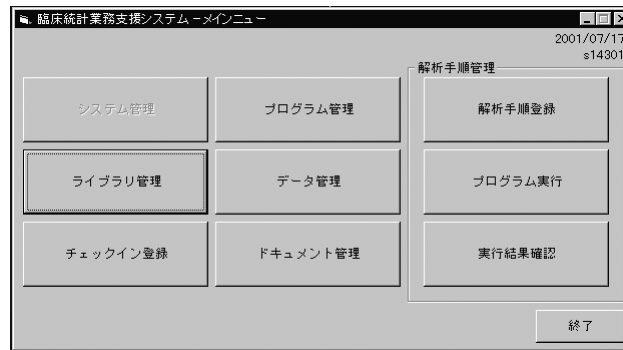 臨床統計業務支援システム－メインニュー
2001/07/17
s14301
解析手順管理
システム管理
プログラム管理
解析手順登録
ライブラリ管理
データ管理
プログラム実行
チェックイン登録
ドキュメント管理
実行結果確認
終了